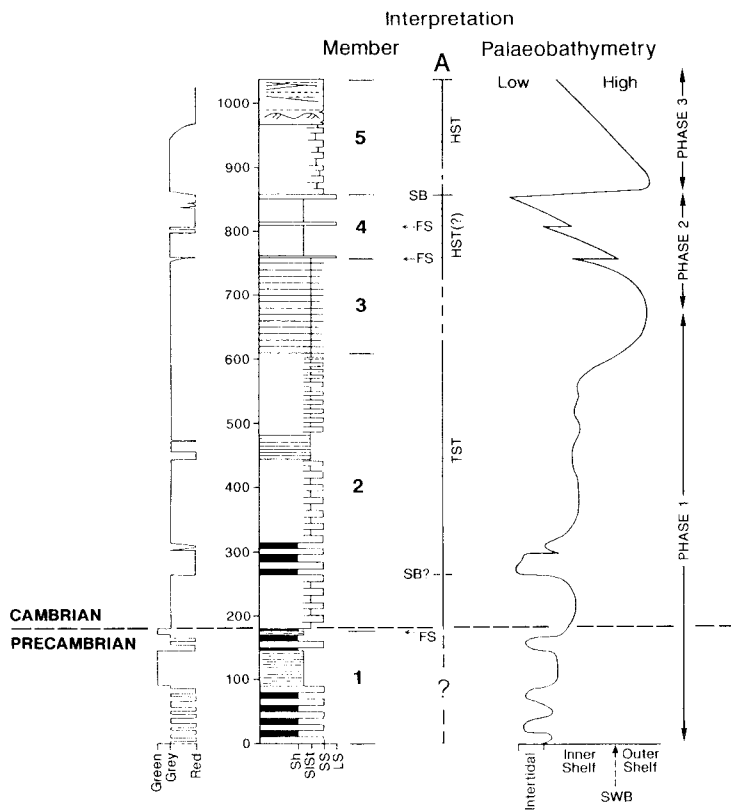 Interpretation
Member A Palaeobathymetry
Low High
1000
900
800
700
600
500
400
300
200
100
0
5
4
3
2
1
HST
SB
FS
HST(?)
FS
TST
SB?
FS
?
PHASE 3
PHASE 2
PHASE 1
CAMBRIAN
PRECAMBRIAN
Green
Grey
Red
Sh
SlSt
SS
LS
Intertidal
Inner Shelf
Outer Shelf
SWB